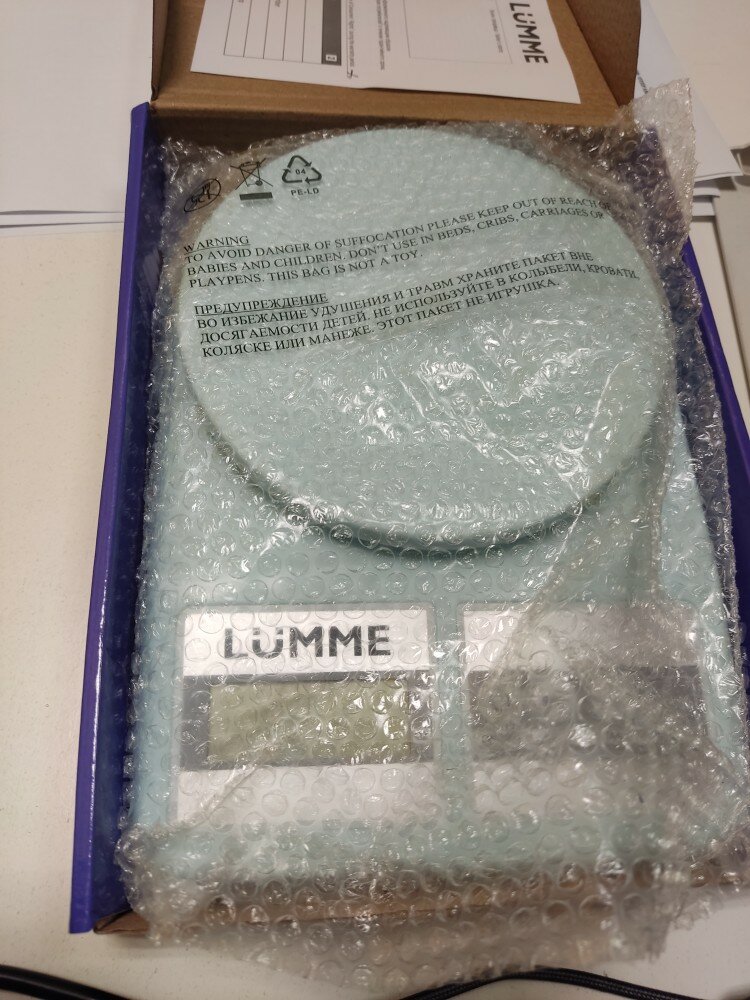 LÜMME
04
PE-LD
WARNING
TO AVOID DANGER OF SUFFOCATION PLEASE KEEP OUT OF REACH OF
BABIES AND CHILDREN. DON'T USE IN BEDS, CRIBS, CARRIAGES OR
PLAYPENS. THIS BAG IS NOT A TOY.
ПРЕДУПРЕЖДЕНИЕ
ВО ИЗБЕЖАНИЕ УДУШЕНИЯ И ТРАВМ ХРАНИТЕ ПАКЕТ ВНЕ
ДОСЯГАЕМОСТИ ДЕТЕЙ. НЕ ИСПОЛЬЗУЙТЕ В КОЛЫБЕЛИ, КРОВАТИ,
КОЛЯСКЕ ИЛИ МАНЕЖЕ. ЭТОТ ПАКЕТ НЕ ИГРУШКА.
LÜMME